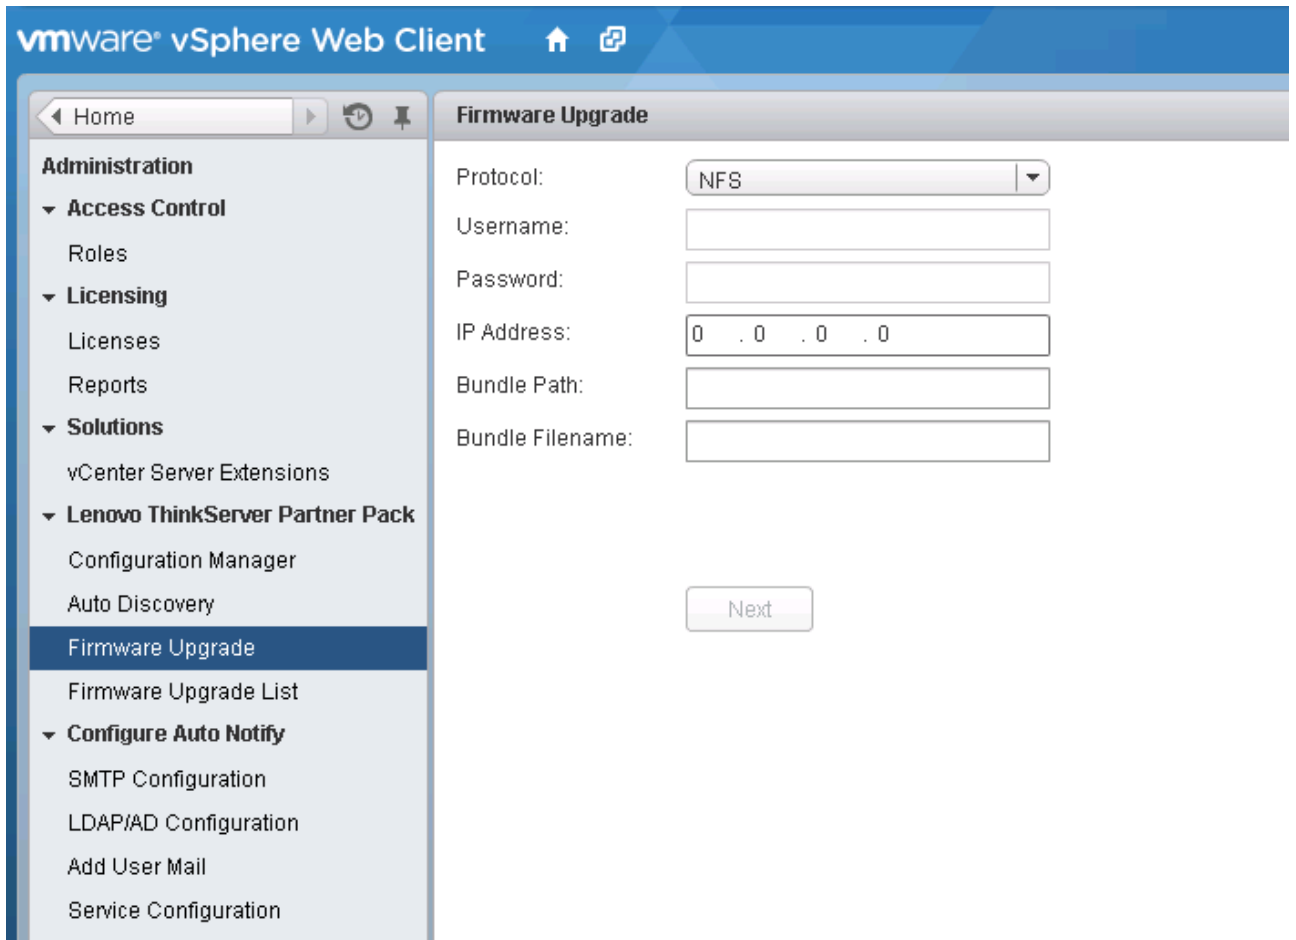 vmware® vSphere Web Client
Home
Administration
Access Control
Roles
Licensing
Licenses
Reports
Solutions
vCenter Server Extensions
Lenovo ThinkServer Partner Pack
Configuration Manager
Auto Discovery
Firmware Upgrade
Firmware Upgrade List
Configure Auto Notify
SMTP Configuration
LDAP/AD Configuration
Add User Mail
Service Configuration
Firmware Upgrade
Protocol: NFS
Username:
Password:
IP Address: 0 . 0 . 0 . 0
Bundle Path:
Bundle Filename:
Next